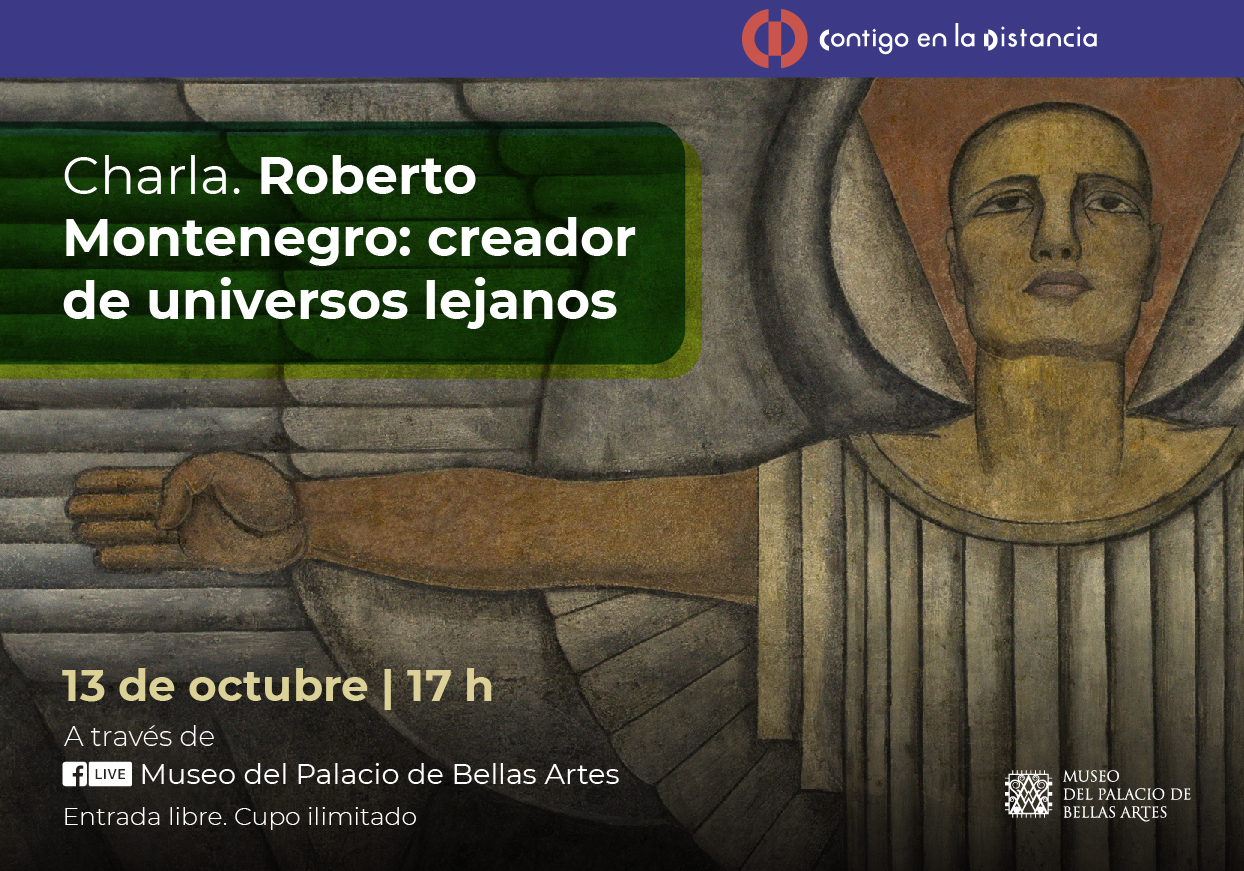 Contigo en la Distancia
Charla. Roberto
Montenegro: creador
de universos lejanos
13 de octubre | 17 h
A través de
LIVE Museo del Palacio de Bellas Artes
Entrada libre. Cupo ilimitado
MUSEO
DEL PALACIO DE
BELLAS ARTES